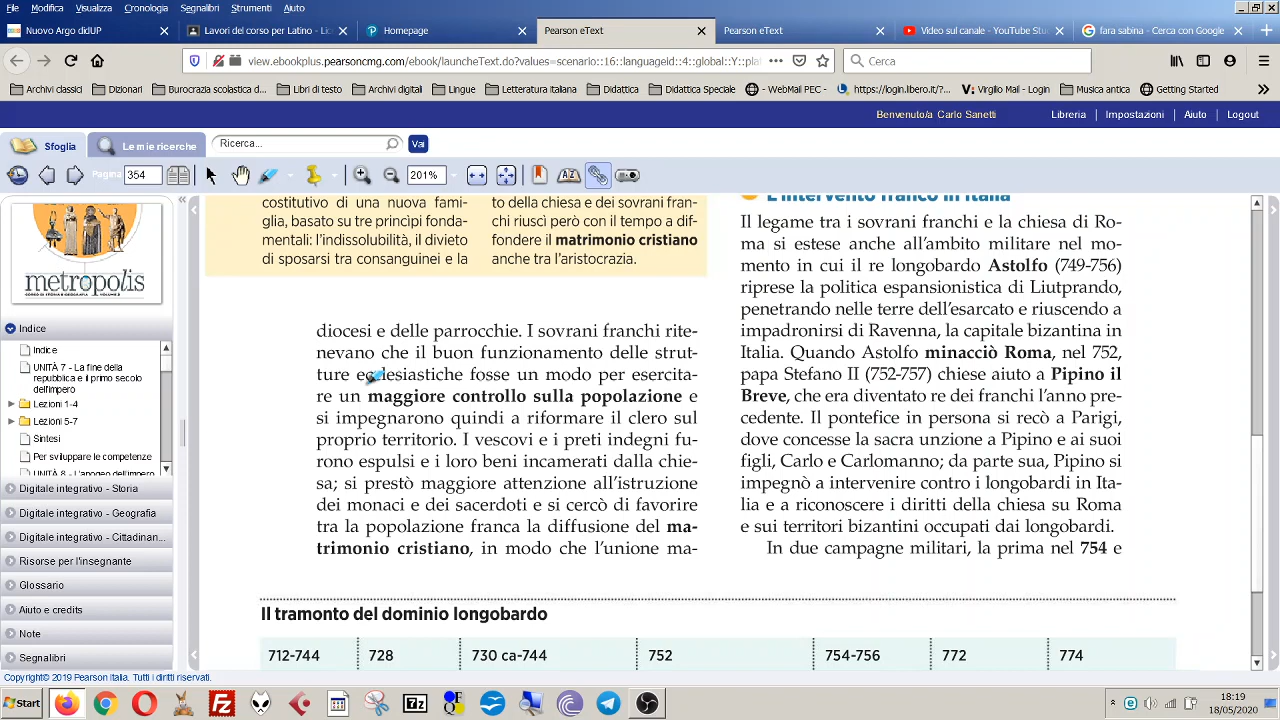 File Modifica Visualizza Cronologia Segnalibri Strumenti Aiuto
Nuovo Argo didUP
Lavori del corso per Latino - Lic
Homepage
Pearson eText
Pearson eText
Video sul canale - YouTube Stu
fara sabina - Cerca con Google
view.ebookplus.pearsoncmg.com/ebook/launcheText.do?values=scenario::16::languageid::4::global::Y::pla
Cerca
Archivi classici
Dizionari
Burocrazia scolastica d...
Libri di testo
Archivi digitali
Lingue
Letteratura italiana
Didattica
Didattica Speciale
- WebMail PEC -
https://login.libero.it/?...
Virgilio Mail - Login
Musica antica
Getting Started
Benvenuto/a Carlo Sanetti
Libreria
Impostazioni
Aiuto
Logout
Sfoglia
Le mie ricerche
Ricerca...
Vai
Pagina 354
201%
metropolis
CORSO DI STORIA E GEOGRAFIA VOLUME 2
Indice
Indice
UNITÀ 7 - La fine della
repubblica e il primo secolo
dell'impero
Lezioni 1-4
Lezioni 5-7
Sintesi
Per sviluppare le competenze
UNITÀ 8 - L'apogeo dell'impero
Digitale integrativo - Storia
Digitale integrativo - Geografia
Digitale integrativo - Cittadinan...
Risorse per l'insegnante
Glossario
Aiuto e credits
Note
Segnalibri
costitutivo di una nuova fami-
glia, basato su tre princìpi fonda-
mentali: l'indissolubilità, il divieto
di sposarsi tra consanguinei e la
to della chiesa e dei sovrani fran-
chi riuscì però con il tempo a dif-
fondere il matrimonio cristiano
anche tra l'aristocrazia.
diocesi e delle parrocchie. I sovrani franchi rite-
nevano che il buon funzionamento delle strut-
ture ecclesiastiche fosse un modo per esercita-
re un maggiore controllo sulla popolazione e
si impegnarono quindi a riformare il clero sul
proprio territorio. I vescovi e i preti indegni fu-
rono espulsi e i loro beni incamerati dalla chie-
sa; si prestò maggiore attenzione all'istruzione
dei monaci e dei sacerdoti e si cercò di favorire
tra la popolazione franca la diffusione del ma-
trimonio cristiano, in modo che l'unione ma-
L'intervento franco in Italia
Il legame tra i sovrani franchi e la chiesa di Ro-
ma si estese anche all'ambito militare nel mo-
mento in cui il re longobardo Astolfo (749-756)
riprese la politica espansionistica di Liutprando,
penetrando nelle terre dell'esarcato e riuscendo a
impadronirsi di Ravenna, la capitale bizantina in
Italia. Quando Astolfo minacciò Roma, nel 752,
papa Stefano II (752-757) chiese aiuto a Pipino il
Breve, che era diventato re dei franchi l'anno pre-
cedente. Il pontefice in persona si recò a Parigi,
dove concesse la sacra unzione a Pipino e ai suoi
figli, Carlo e Carlomanno; da parte sua, Pipino si
impegnò a intervenire contro i longobardi in Ita-
lia e a riconoscere i diritti della chiesa su Roma
e sui territori bizantini occupati dai longobardi.
In due campagne militari, la prima nel 754 e
Il tramonto del dominio longobardo
712-744 728 730 ca-744 752 754-756 772 774
Copyright© 2019 Pearson Italia. Tutti i diritti riservati.
Start
18:19
18/05/2020